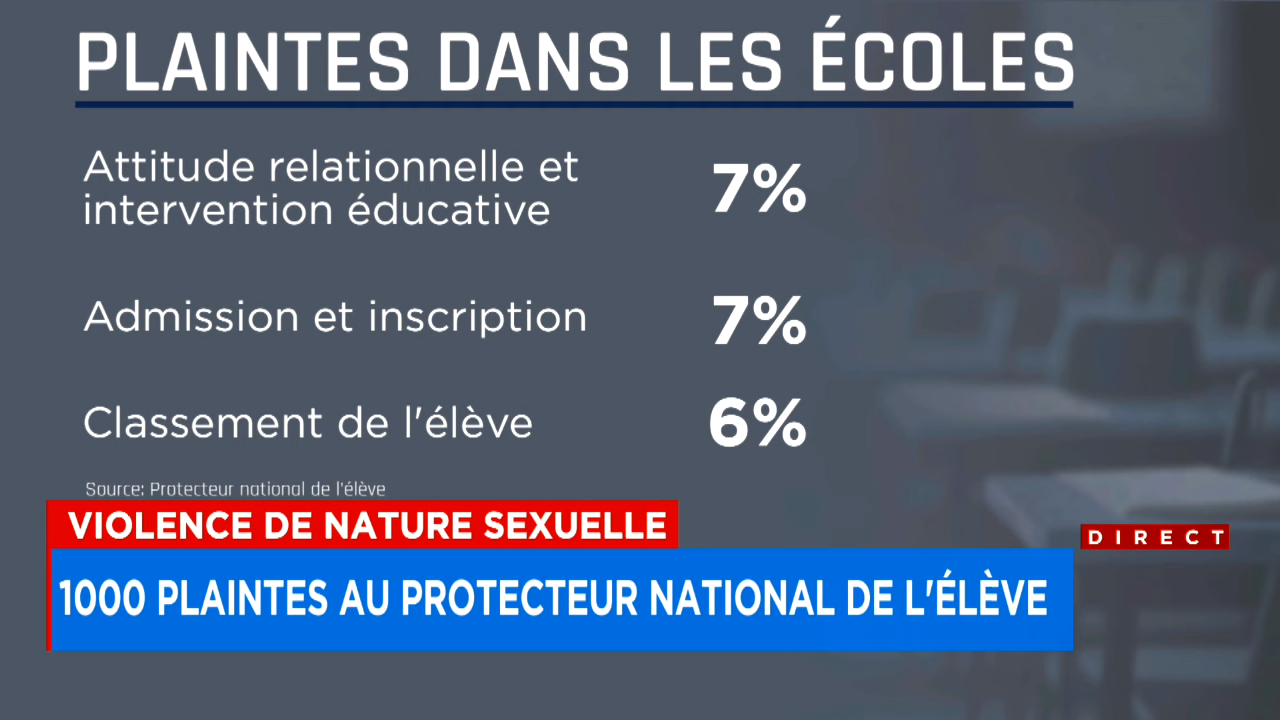 PLAINTES DANS LES ÉCOLES
Attitude relationnelle et
intervention éducative
7%
Admission et inscription
7%
Classement de l'élève
6%
Source: Protecteur national de l'élève
VIOLENCE DE NATURE SEXUELLE
DIRECT
1000 PLAINTES AU PROTECTEUR NATIONAL DE L'ÉLÈVE